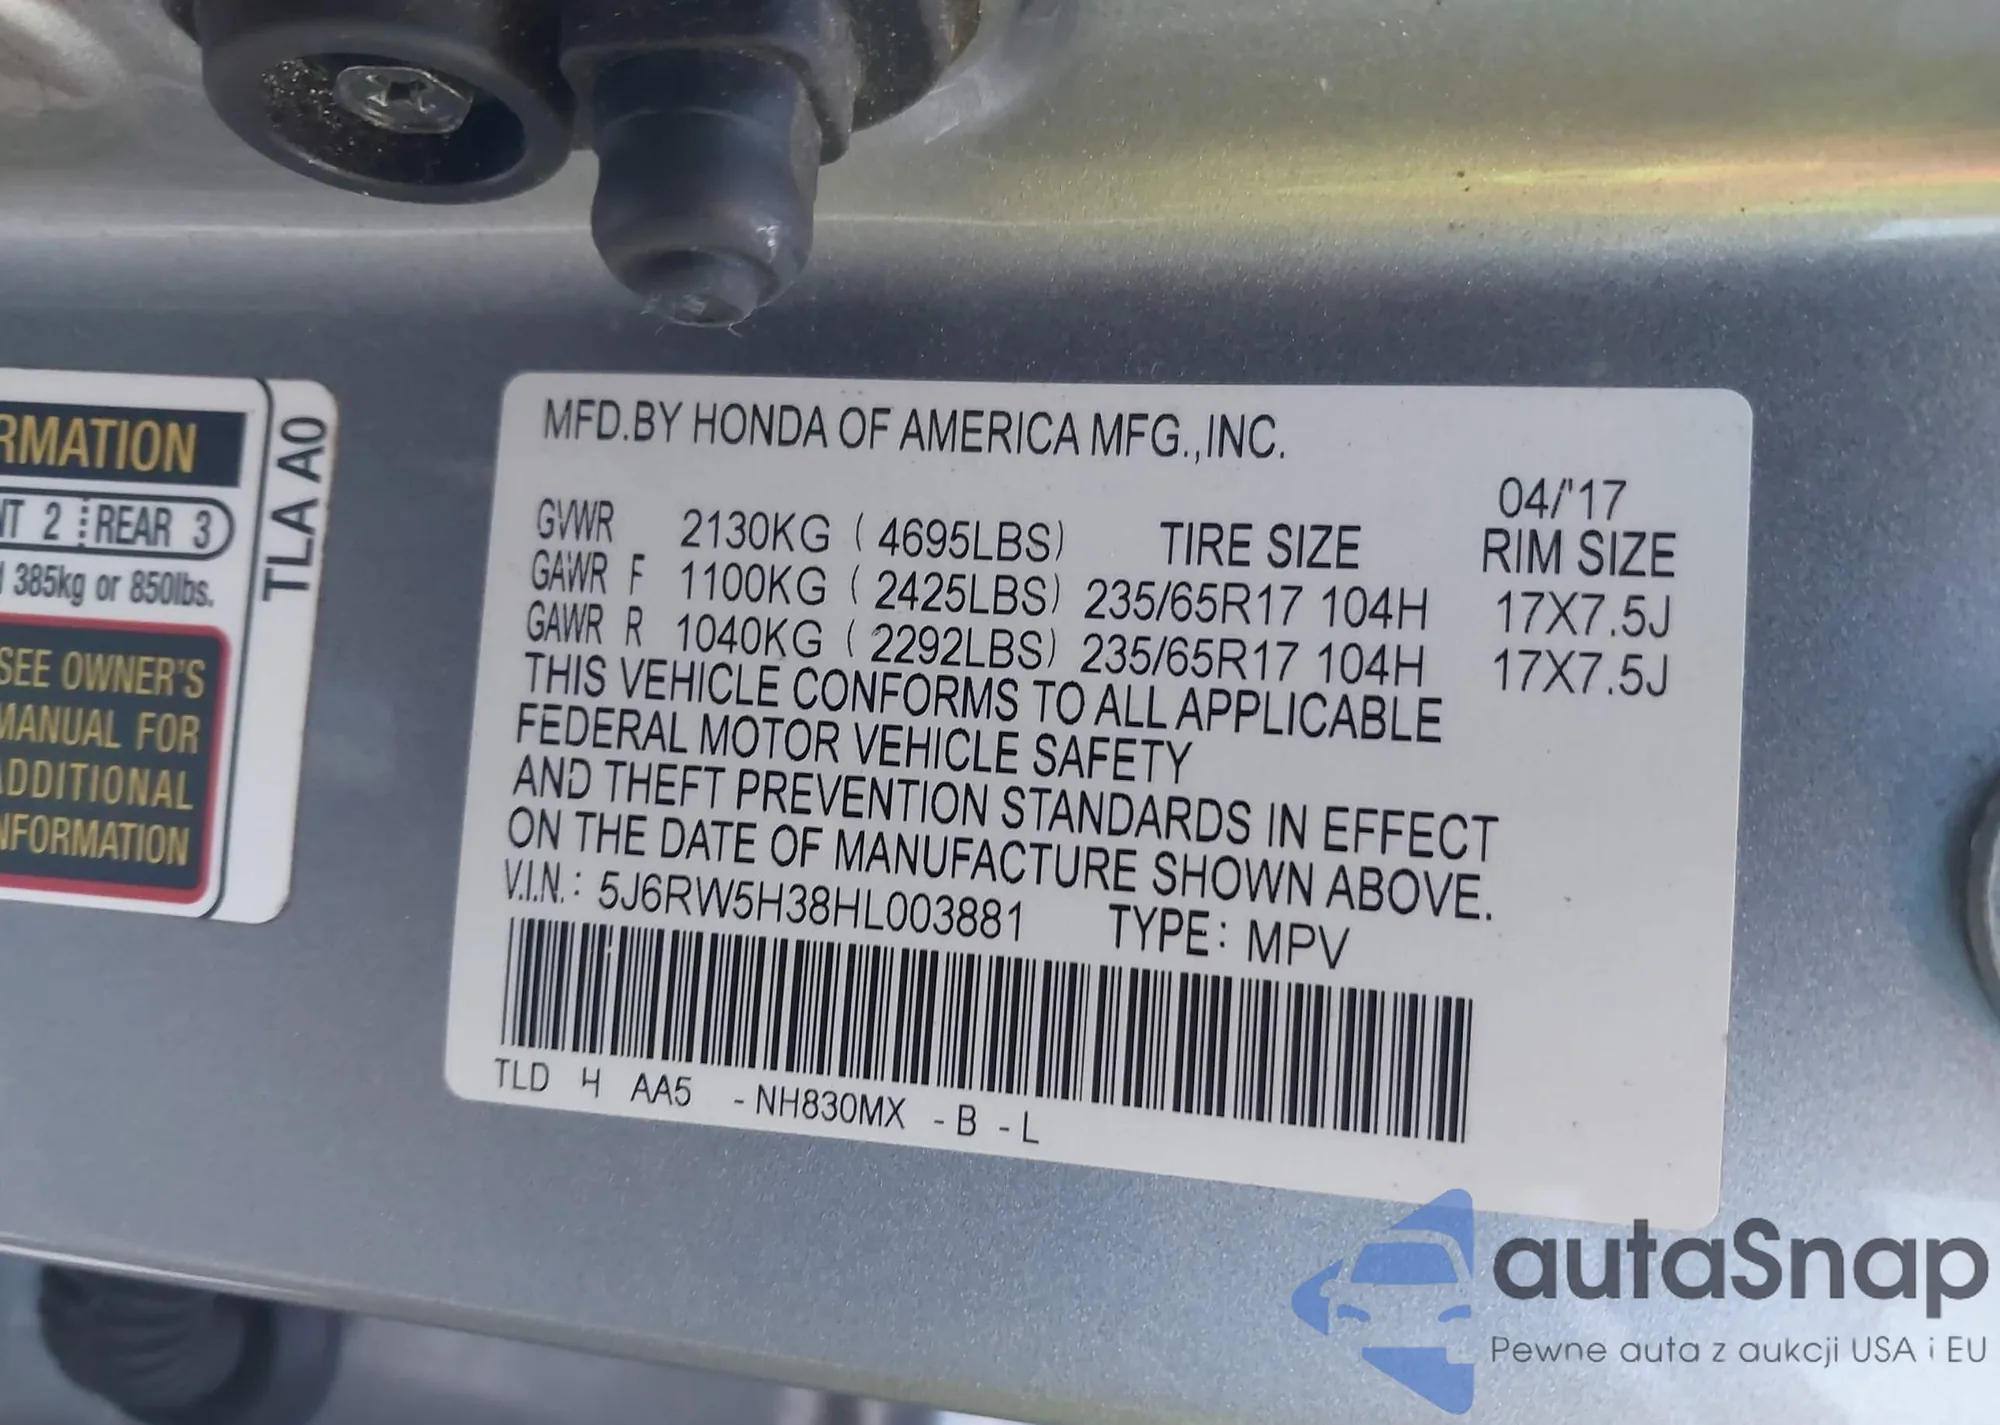 RMATION
NT 2 REAR 3
385kg or 850lbs.
SEE OWNER'S
MANUAL FOR
ADDITIONAL
INFORMATION
TLA A0
MFD.BY HONDA OF AMERICA MFG.,INC.
04/'17
GVWR 2130KG ( 4695LBS) TIRE SIZE RIM SIZE
GAWR F 1100KG ( 2425LBS) 235/65R17 104H 17X7.5J
GAWR R 1040KG ( 2292LBS) 235/65R17 104H 17X7.5J
THIS VEHICLE CONFORMS TO ALL APPLICABLE
FEDERAL MOTOR VEHICLE SAFETY
AND THEFT PREVENTION STANDARDS IN EFFECT
ON THE DATE OF MANUFACTURE SHOWN ABOVE.
V.I.N.: 5J6RW5H38HL003881 TYPE: MPV
TLD H AA5 -NH830MX -B -L
autaSnap
Pewne auta z aukcji USA i EU